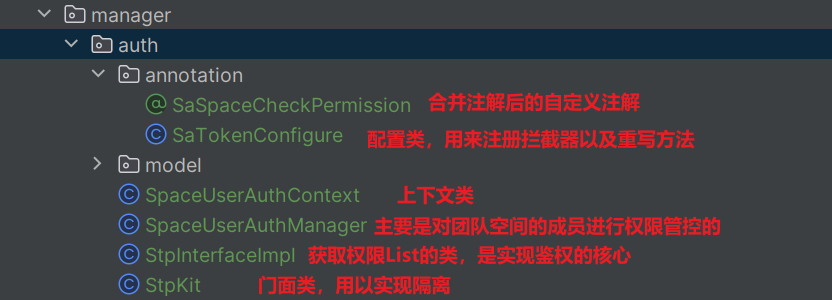 manager
auth
annotation
SaSpaceCheckPermission 合并注解后的自定义注解
SaTokenConfigure 配置类，用来注册拦截器以及重写方法
model
SpaceUserAuthContext 上下文类
SpaceUserAuthManager 主要是对团队空间的成员进行权限管控的
StpInterfaceImpl 获取权限List的类，是实现鉴权的核心
StpKit 门面类，用以实现隔离